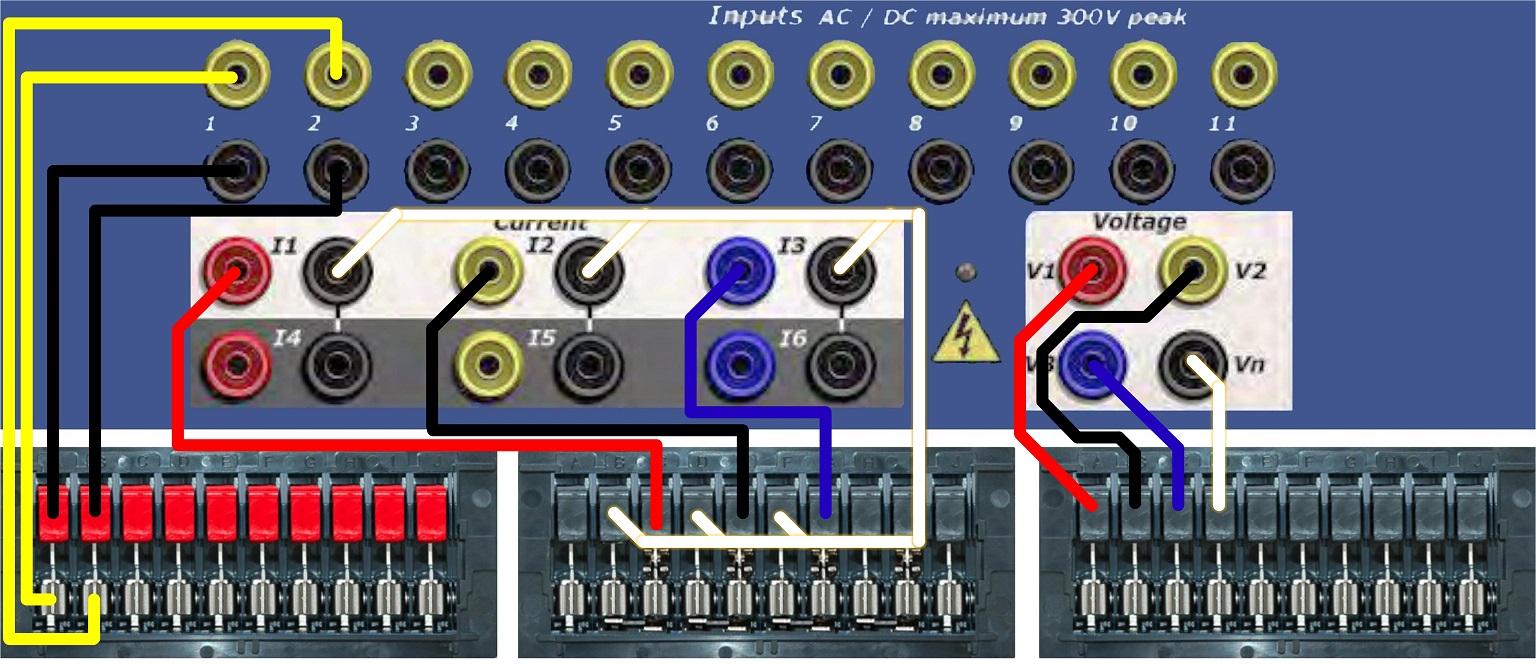 Inputs AC / DC maximum 300V peak
1 2 3 4 5 6 7 8 9 10 11
Current
Voltage
I1 I2 I3
V1 V2
I4 I5 I6
V3 Vn